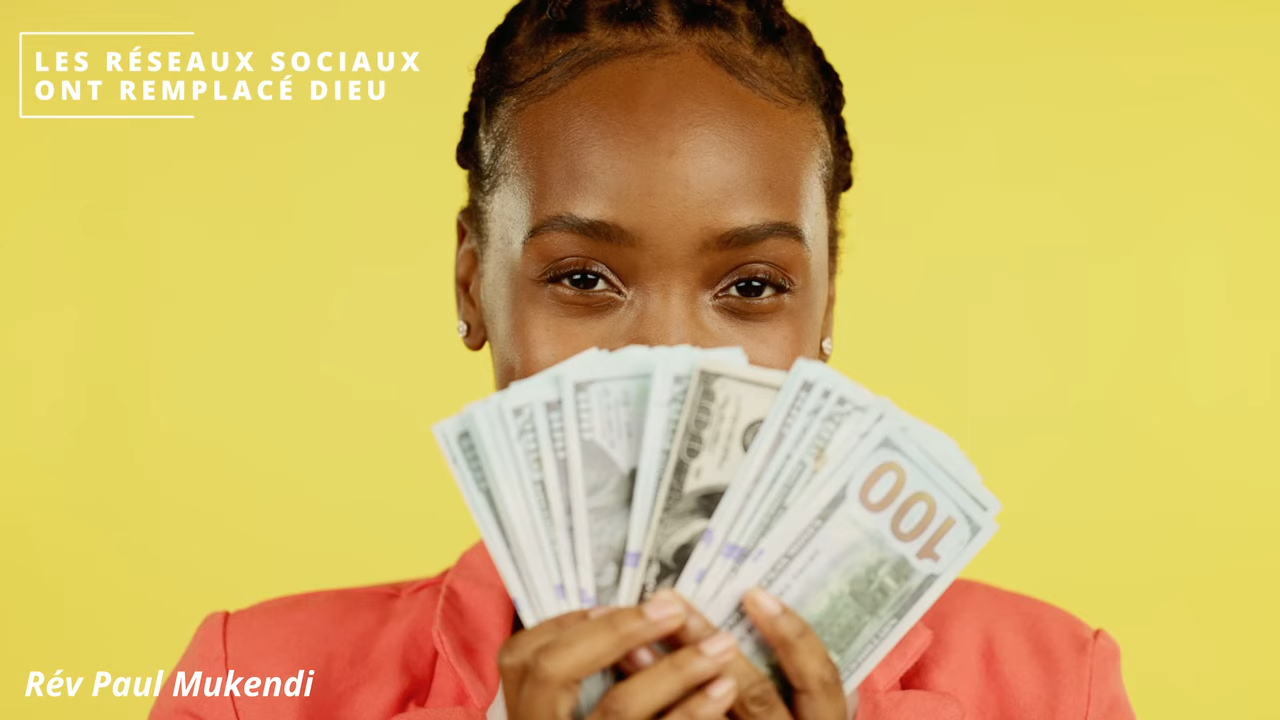 LES RÉSEAUX SOCIAUX
ONT REMPLACÉ DIEU
100
Rév Paul Mukendi